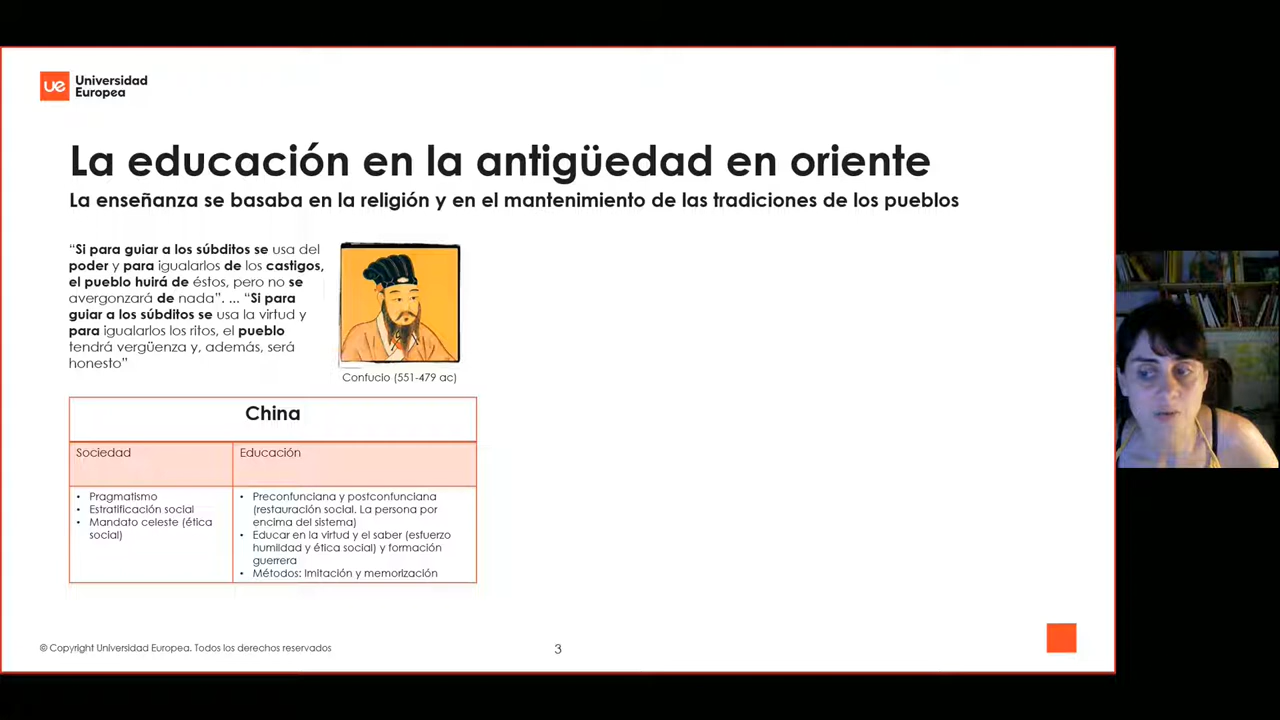 ue Universidad
Europea
La educación en la antigüedad en oriente
La enseñanza se basaba en la religión y en el mantenimiento de las tradiciones de los pueblos
“Si para guiar a los súbditos se usa del
poder y para igualarlos de los castigos,
el pueblo huirá de éstos, pero no se
avergonzará de nada”. ... “Si para
guiar a los súbditos se usa la virtud y
para igualarlos los ritos, el pueblo
tendrá vergüenza y, además, será
honesto”
Confucio (551-479 ac)
China
Sociedad
• Pragmatismo
• Estratificación social
• Mandato celeste (ética
social)
Educación
• Preconfunciana y postconfunciana
(restauración social. La persona por
encima del sistema)
• Educar en la virtud y el saber (esfuerzo
humildad y ética social) y formación
guerrera
• Métodos: Imitación y memorización
© Copyright Universidad Europea. Todos los derechos reservados
3